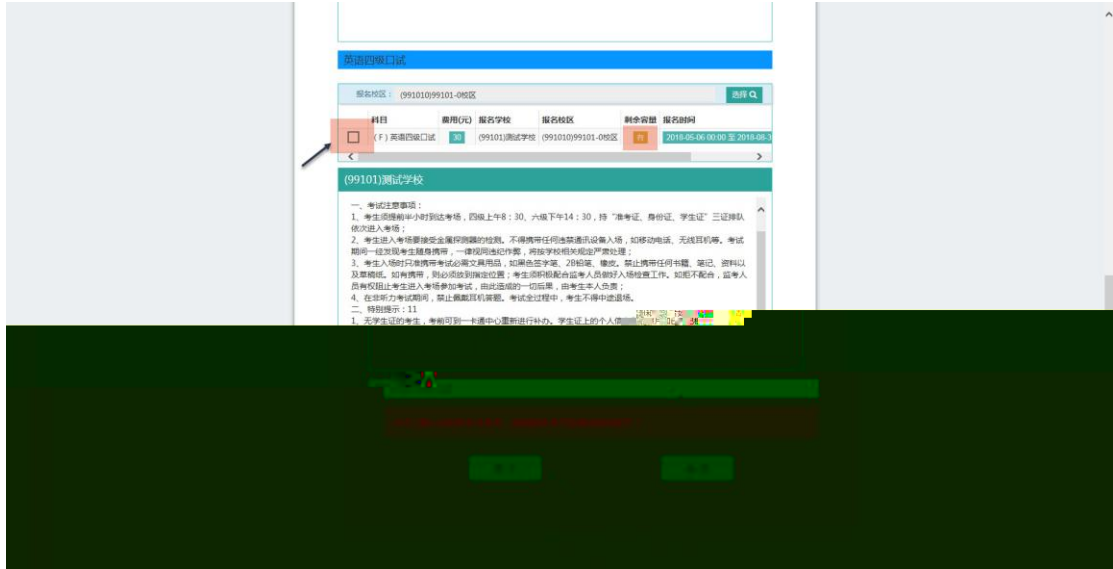 英语四级口试
报名校区： (991010)99101-0校区 选择
科目 费用(元) 报名学校 报名校区 剩余容量 报名时间
（F）英语四级口试 30 (99101)测试学校 (991010)99101-0校区 有 2018-05-06 00:00 至 2018-08-3
(99101)测试学校
一、考试注意事项：
1、考生须提前半小时到达考场，四级上午8：30、六级下午14：30，持“准考证、身份证、学生证”三证排队
依次进入考场；
2、考生进入考场要接受金属探测器的检测。不得携带任何违禁通讯设备入场，如移动电话、无线耳机等。考试
期间一经发现考生随身携带，一律视同违纪作弊，将按学校相关规定严肃处理；
3、考生入场时只准携带考试必需文具用品，如黑色签字笔、2B铅笔、橡皮。禁止携带任何书籍、笔记、资料以
及草稿纸。如有携带，则必须放到指定位置；考生须积极配合监考人员做好入场检查工作。如拒不配合，监考人
员有权阻止考生进入考场参加考试，由此造成的一切后果，由考生本人负责；
4、在非听力考试期间，禁止佩戴耳机答题。考试全过程中，考生不得中途退场。
二、特别提示：11
1、无学生证的考生，考前可到一卡通中心重新进行补办。学生证上的个人信